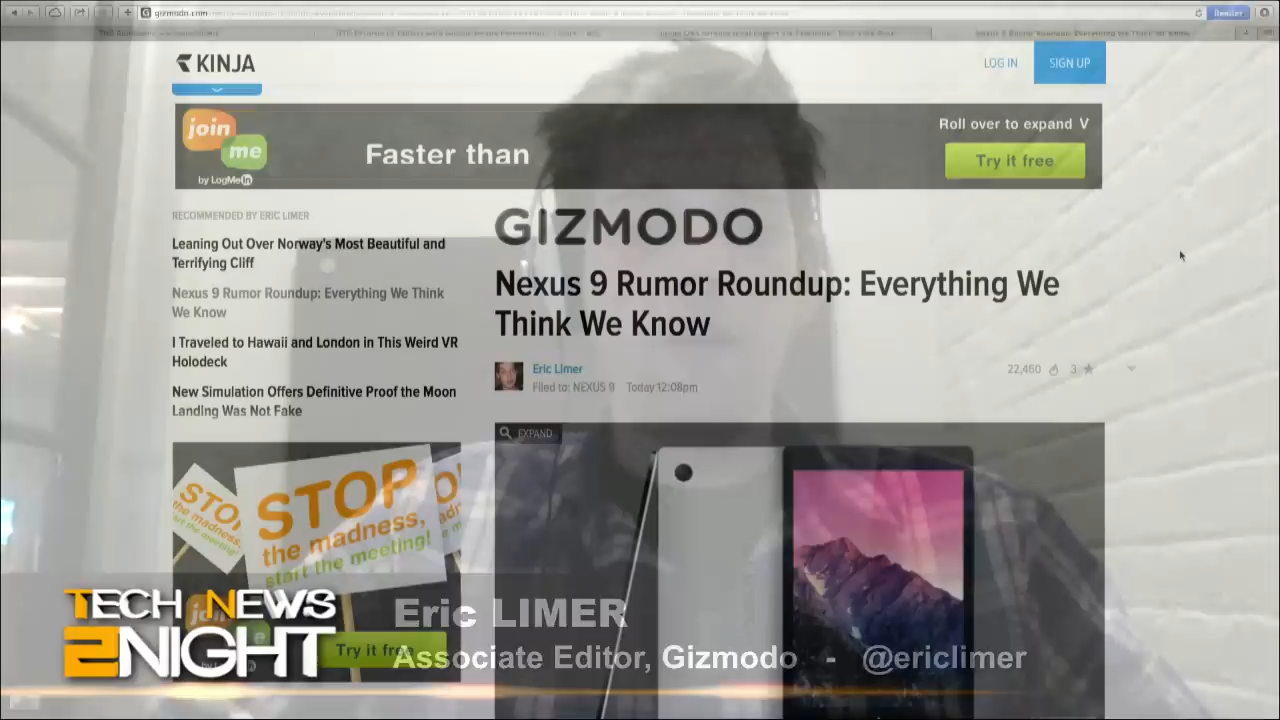 gizmodo.com
Reader
KINJA
LOG IN
SIGN UP
join
me
by LogMeIn
Faster than
Roll over to expand V
Try it free
RECOMMENDED BY ERIC LIMER
Leaning Out Over Norway's Most Beautiful and
Terrifying Cliff
Nexus 9 Rumor Roundup: Everything We Think
We Know
I Traveled to Hawaii and London in This Weird VR
Holodeck
New Simulation Offers Definitive Proof the Moon
Landing Was Not Fake
GIZMODO
Nexus 9 Rumor Roundup: Everything We
Think We Know
Eric Limer
Filed to: NEXUS 9 Today 12:08pm
22,460 3
EXPAND
STOP
the madness,
start the meeting!
Try it free
TECH NEWS
2NIGHT
Eric LIMER
Associate Editor, Gizmodo - @ericlimer